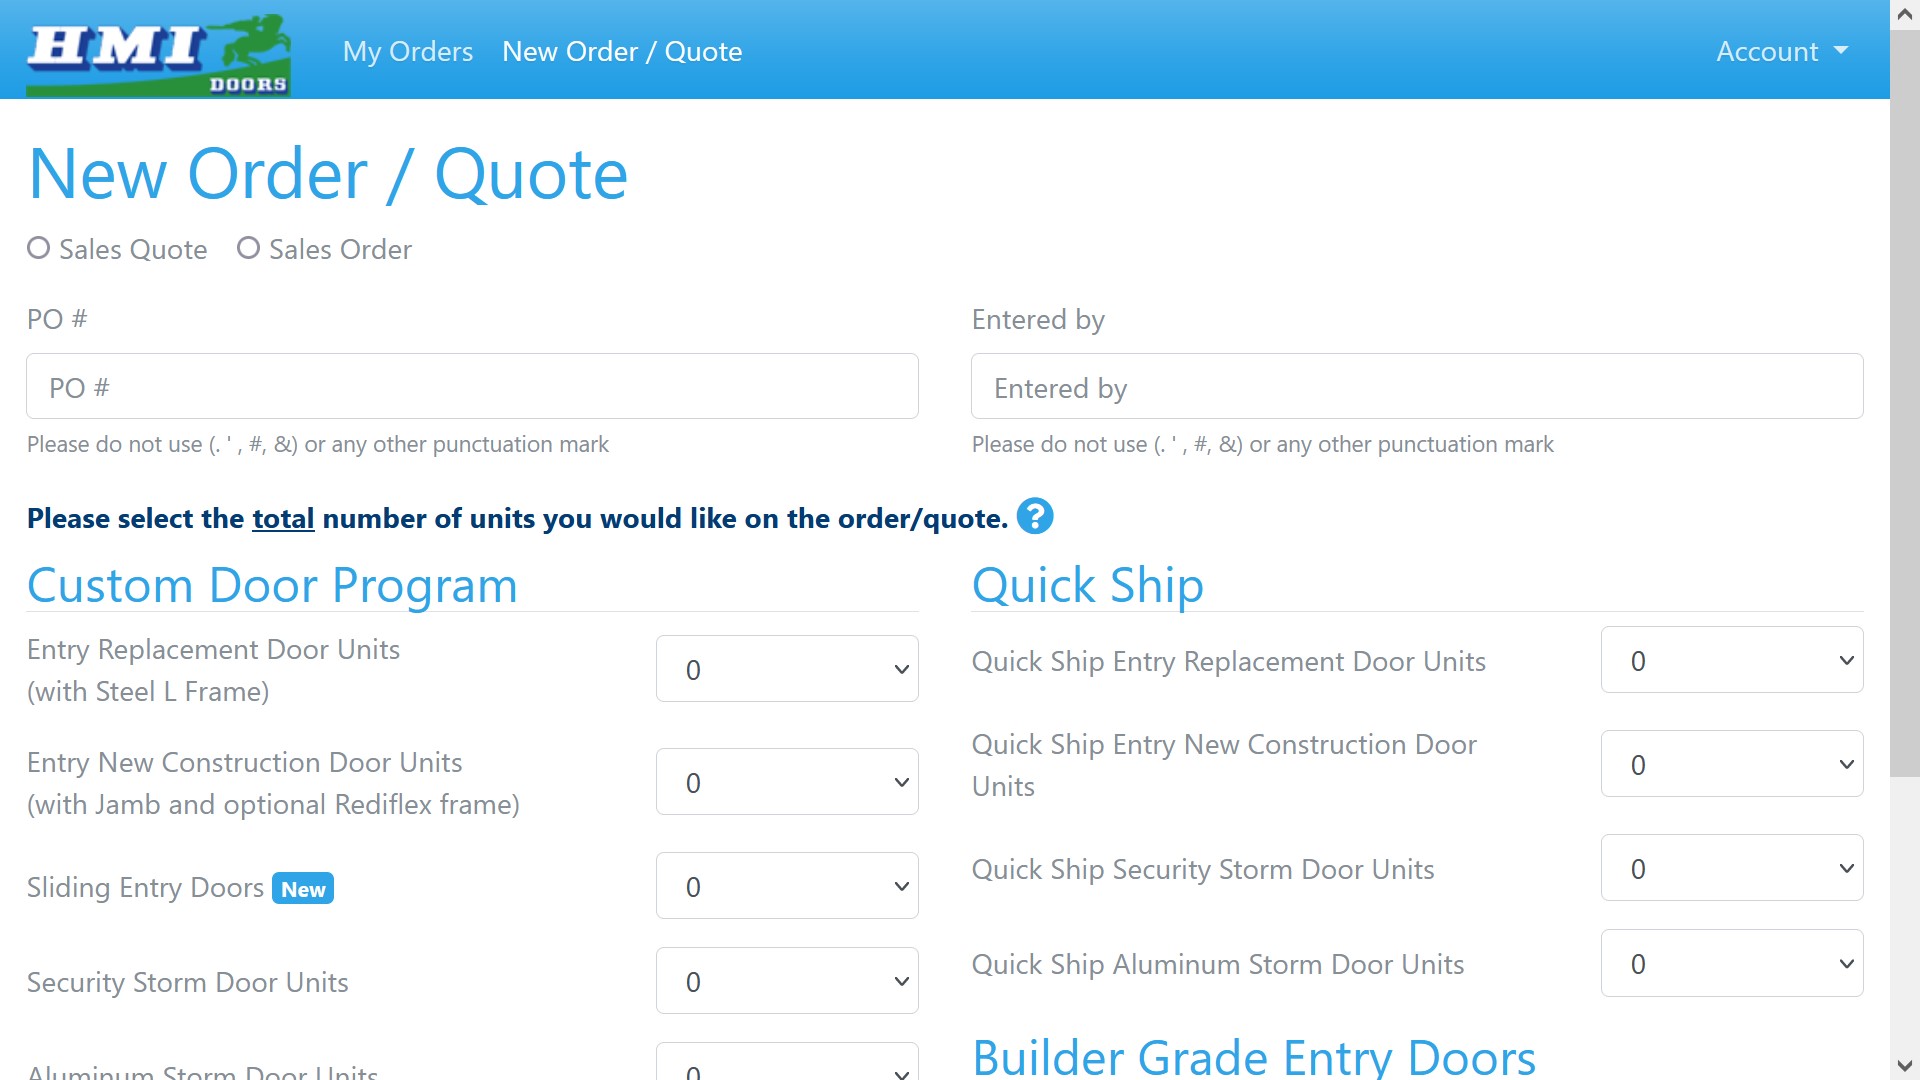 HMI
DOORS
My Orders
New Order / Quote
Account
New Order / Quote
Sales Quote
Sales Order
PO #
Entered by
PO #
Entered by
Please do not use (. ' , #, &) or any other punctuation mark
Please do not use (. ' , #, &) or any other punctuation mark
Please select the total number of units you would like on the order/quote.
?
Custom Door Program
Entry Replacement Door Units
(with Steel L Frame)
0
Entry New Construction Door Units
(with Jamb and optional Rediflex frame)
0
Sliding Entry Doors New
0
Security Storm Door Units
0
Aluminum Storm Door Units
0
Quick Ship
Quick Ship Entry Replacement Door Units
0
Quick Ship Entry New Construction Door
Units
0
Quick Ship Security Storm Door Units
0
Quick Ship Aluminum Storm Door Units
0
Builder Grade Entry Doors